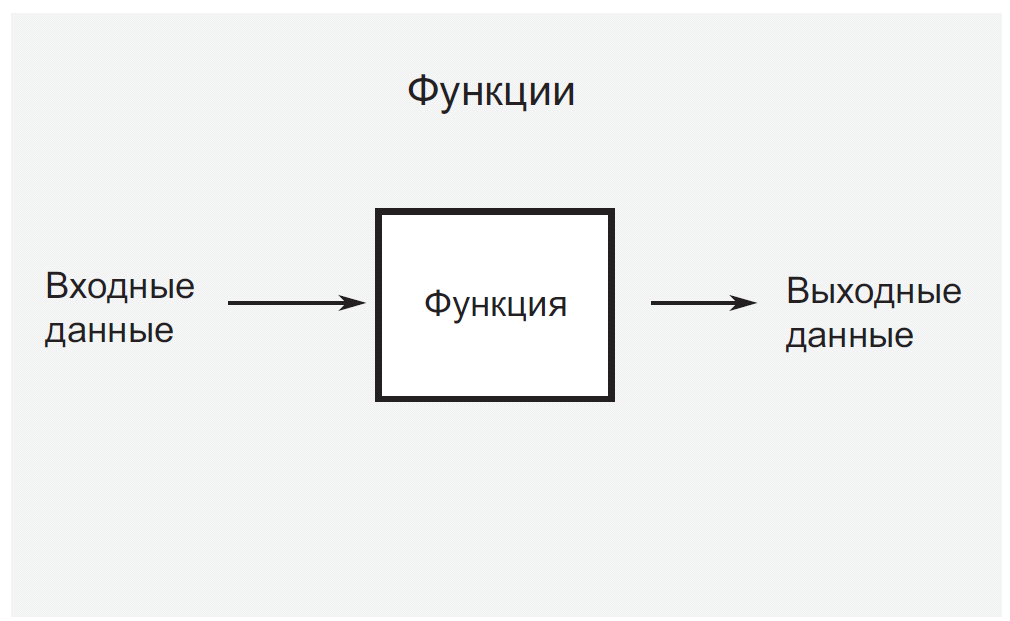 Функции
Входные
данные
Функция
Выходные
данные